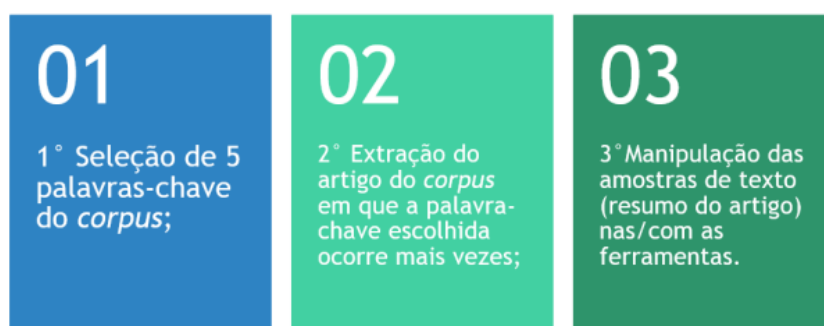 01
1° Seleção de 5
palavras-chave
do corpus;
02
2° Extração do
artigo do corpus
em que a palavra-
chave escolhida
ocorre mais vezes;
03
3°Manipulação das
amostras de texto
(resumo do artigo)
nas/com as
ferramentas.